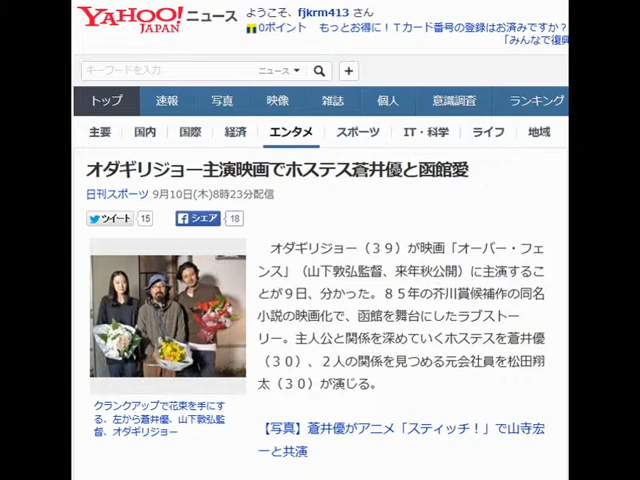 YAHOO! JAPAN ニュース
ようこそ、fjkrm413 さん
0ポイント もっとお得に！Ｔカード番号の登録はお済みですか？
「みんなで復興
キーワードを入力 ニュース
トップ 速報 写真 映像 雑誌 個人 意識調査 ランキング
主要 国内 国際 経済 エンタメ スポーツ IT・科学 ライフ 地域
オダギリジョー主演映画でホステス蒼井優と函館愛
日刊スポーツ 9月10日(木)8時23分配信
ツイート 15 シェア 18
オダギリジョー（３９）が映画「オーバー・フェ
ンス」（山下敦弘監督、来年秋公開）に主演するこ
とが９日、分かった。８５年の芥川賞候補作の同名
小説の映画化で、函館を舞台にしたラブストー
リー。主人公と関係を深めていくホステスを蒼井優
（３０）、２人の関係を見つめる元会社員を松田翔
太（３０）が演じる。
クランクアップで花束を手にす
る、左から蒼井優、山下敦弘監
督、オダギリジョー
【写真】蒼井優がアニメ「スティッチ！」で山寺宏
一と共演